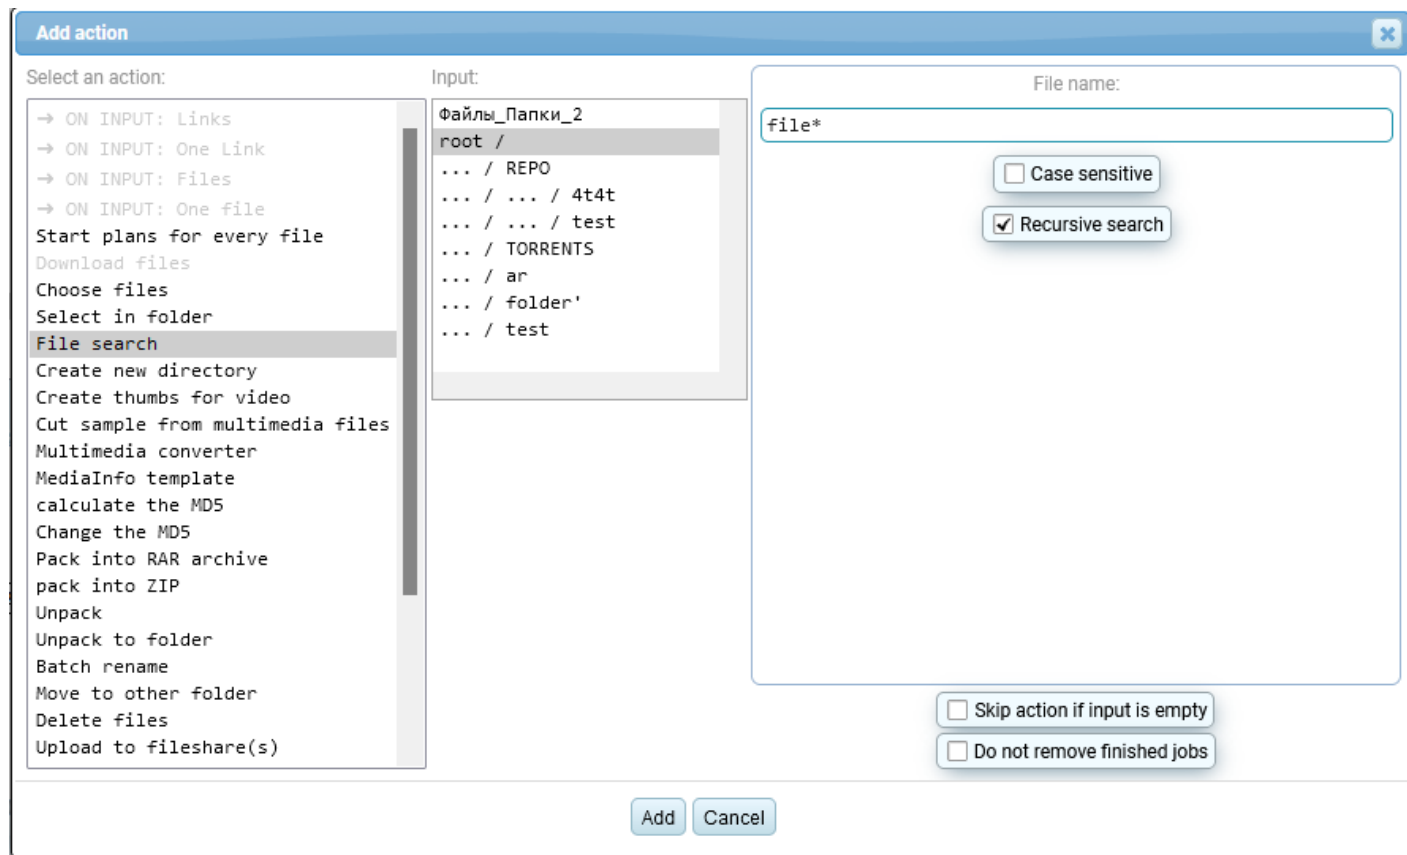 Add action
Select an action:
→ ON INPUT: Links
→ ON INPUT: One Link
→ ON INPUT: Files
→ ON INPUT: One file
Start plans for every file
Download files
Choose files
Select in folder
File search
Create new directory
Create thumbs for video
Cut sample from multimedia files
Multimedia converter
MediaInfo template
calculate the MD5
Change the MD5
Pack into RAR archive
pack into ZIP
Unpack
Unpack to folder
Batch rename
Move to other folder
Delete files
Upload to fileshare(s)
Input:
Файлы_Папки_2
root /
... / REPO
... / ... / 4t4t
... / ... / test
... / TORRENTS
... / ar
... / folder'
... / test
File name:
file*
Case sensitive
Recursive search
Skip action if input is empty
Do not remove finished jobs
Add
Cancel